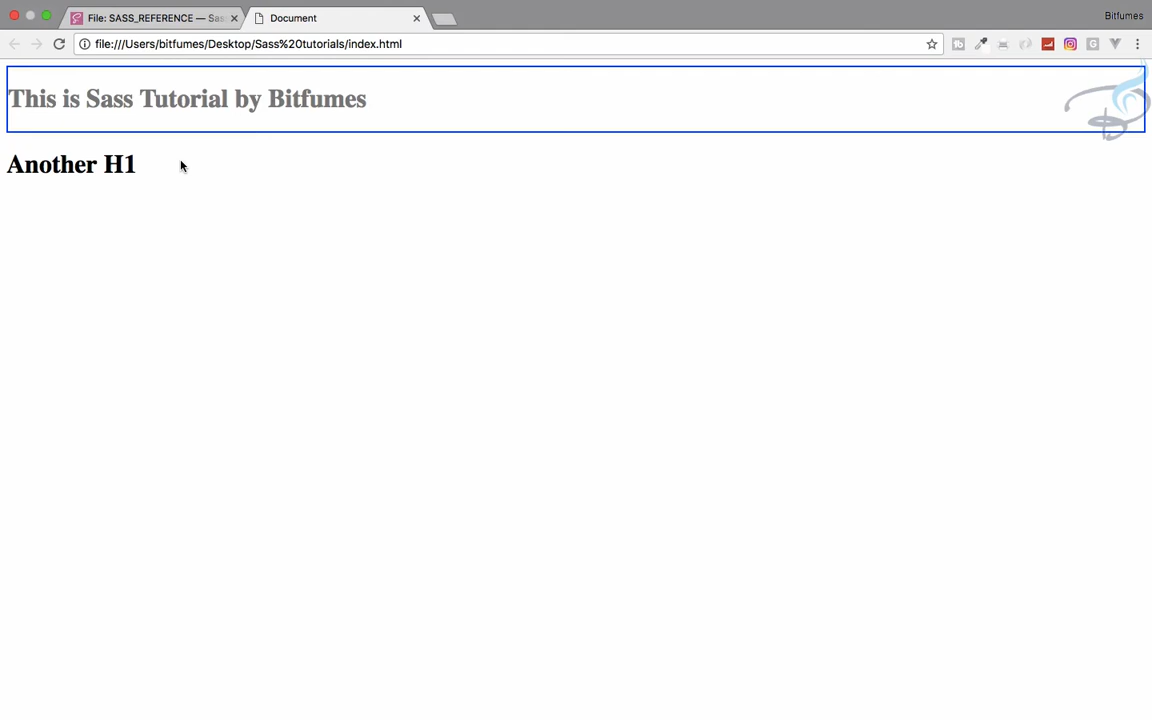 File: SASS_REFERENCE — Sas
Document
Bitfumes
file:///Users/bitfumes/Desktop/Sass%20tutorials/index.html
This is Sass Tutorial by Bitfumes
Another H1